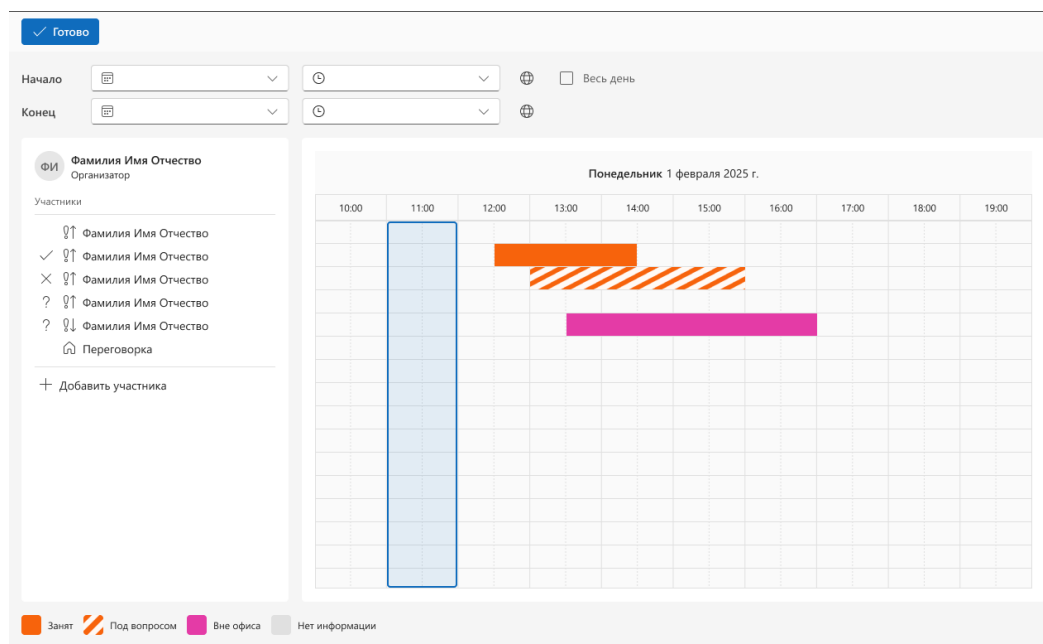 Готово
Начало
Весь день
Конец
ФИ
Фамилия Имя Отчество
Организатор
Участники
Фамилия Имя Отчество
Фамилия Имя Отчество
Фамилия Имя Отчество
? Фамилия Имя Отчество
? Фамилия Имя Отчество
Переговорка
Добавить участника
Понедельник 1 февраля 2025 г.
10:00 11:00 12:00 13:00 14:00 15:00 16:00 17:00 18:00 19:00
Занят Под вопросом Вне офиса Нет информации